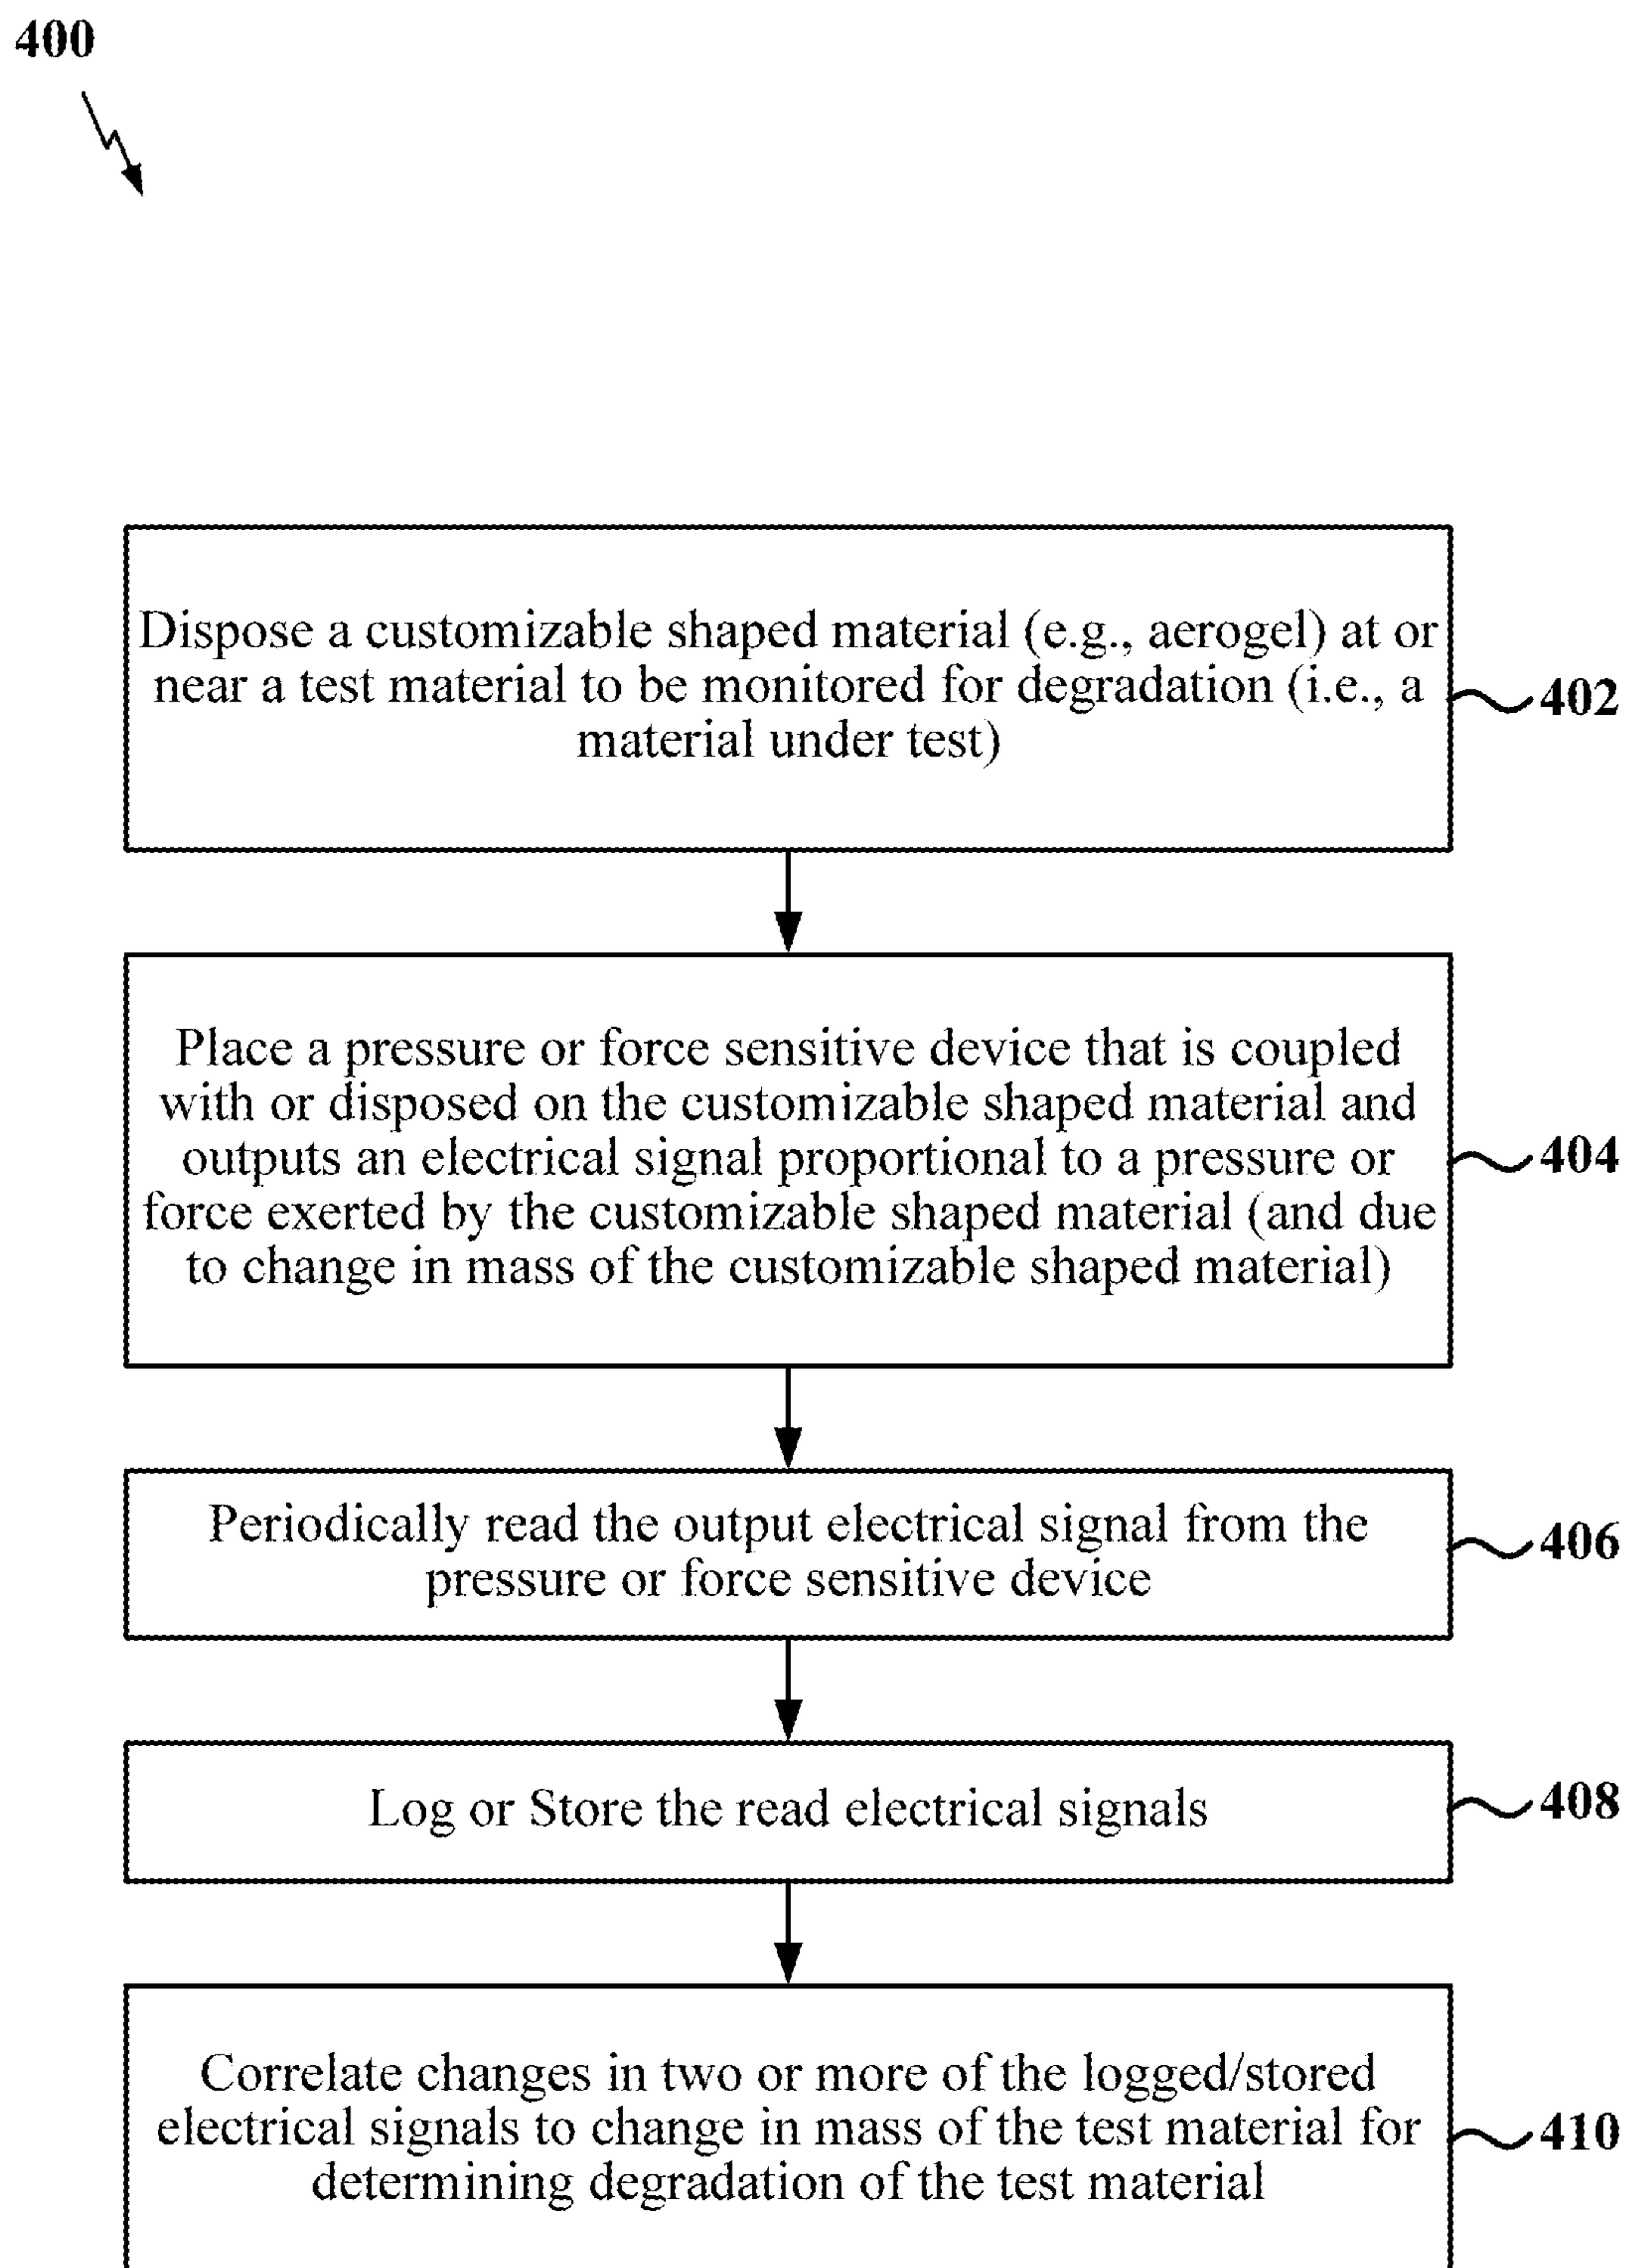 400
Dispose a customizable shaped material (e.g., aerogel) at or
near a test material to be monitored for degradation (i.e., a
material under test)
402
Place a pressure or force sensitive device that is coupled
with or disposed on the customizable shaped material and
outputs an electrical signal proportional to a pressure or
force exerted by the customizable shaped material (and due
to change in mass of the customizable shaped material)
404
Periodically read the output electrical signal from the
pressure or force sensitive device
406
Log or Store the read electrical signals
408
Correlate changes in two or more of the logged/stored
electrical signals to change in mass of the test material for
determining degradation of the test material
410